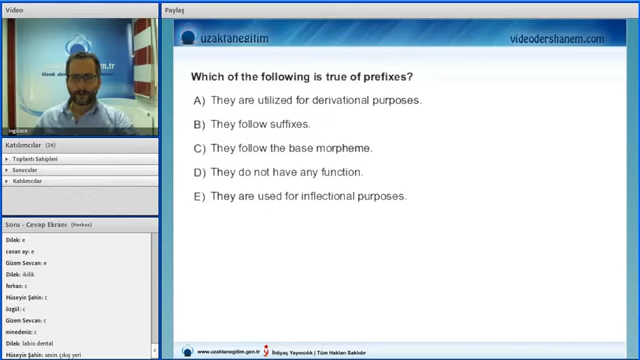 Video
Paylaş
uzaktanegitim
videodershanem.com
Which of the following is true of prefixes?
A) They are utilized for derivational purposes.
B) They follow suffixes.
C) They follow the base morpheme.
D) They do not have any function.
E) They are used for inflectional purposes.
İngilizce
Katılımcılar (24)
Toplantı Sahipleri
Sunucular
Katılımcılar
Soru - Cevap Ekranı (Herkes)
Dilek: e
canan ay: e
Gizem Sevcan: e
Dilek: ikilik
ferhan: c
Hüseyin Şahin: c
özgül: c
Gizem Sevcan: c
miredeniz: c
Dilek: labio dental
Hüseyin Şahin: sesin çıkış yeri
www.uzaktanegitim.gen.tr
İhtiyaç Yayıncılık | Tüm Hakları Saklıdır